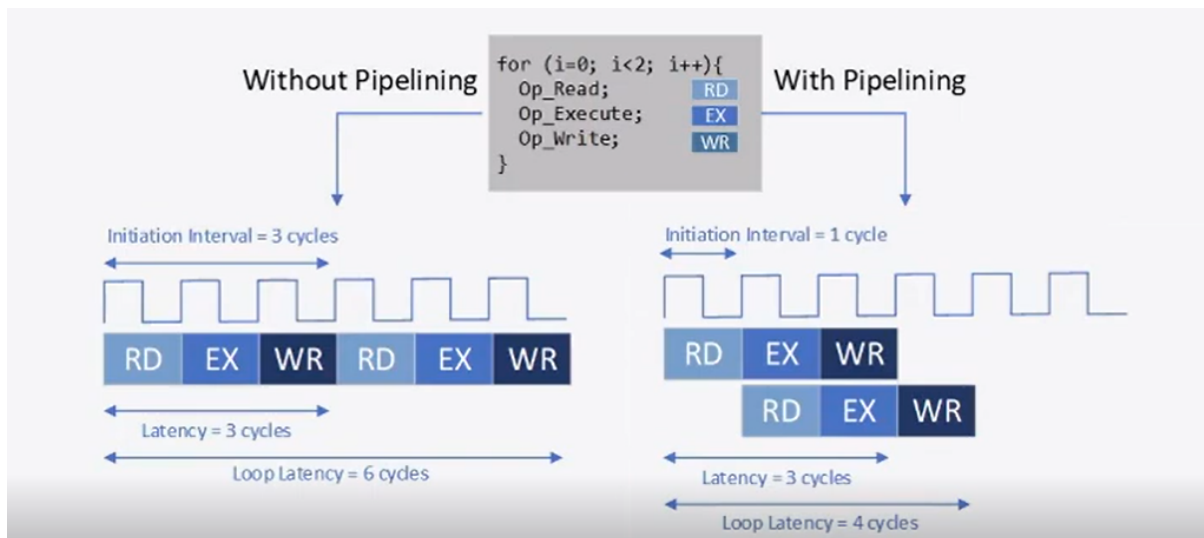 Without Pipelining
for (i=0; i<2; i++){
Op_Read; RD
Op_Execute; EX
Op_Write; WR
}
With Pipelining
Initiation Interval = 3 cycles
RD EX WR RD EX WR
Latency = 3 cycles
Loop Latency = 6 cycles
Initiation Interval = 1 cycle
RD EX WR
RD EX WR
Latency = 3 cycles
Loop Latency = 4 cycles